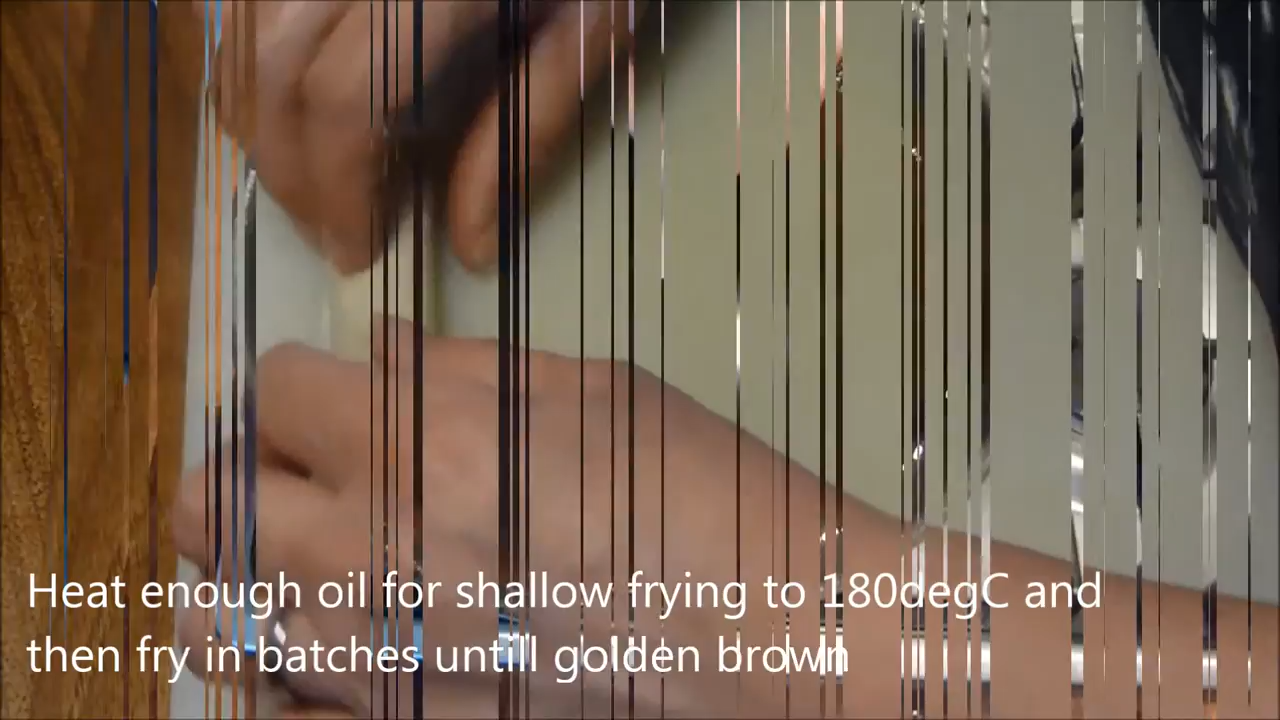 Heat enough oil for shallow frying to 180degC and
then fry in batches untill golden brown